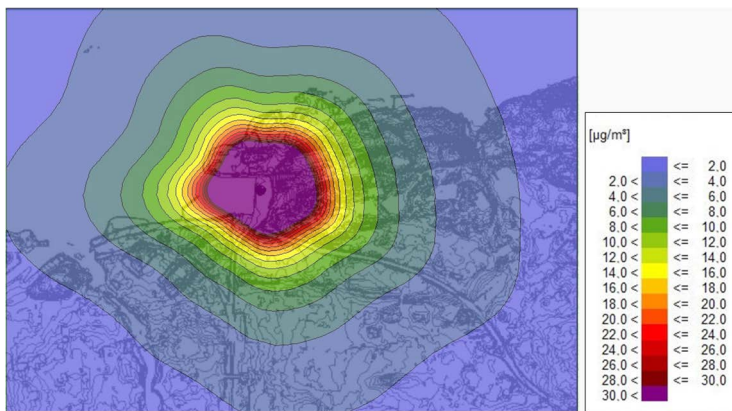 [µg/m³]
<= 2.0
2.0 < <= 4.0
4.0 < <= 6.0
6.0 < <= 8.0
8.0 < <= 10.0
10.0 < <= 12.0
12.0 < <= 14.0
14.0 < <= 16.0
16.0 < <= 18.0
18.0 < <= 20.0
20.0 < <= 22.0
22.0 < <= 24.0
24.0 < <= 26.0
26.0 < <= 28.0
28.0 < <= 30.0
30.0 <